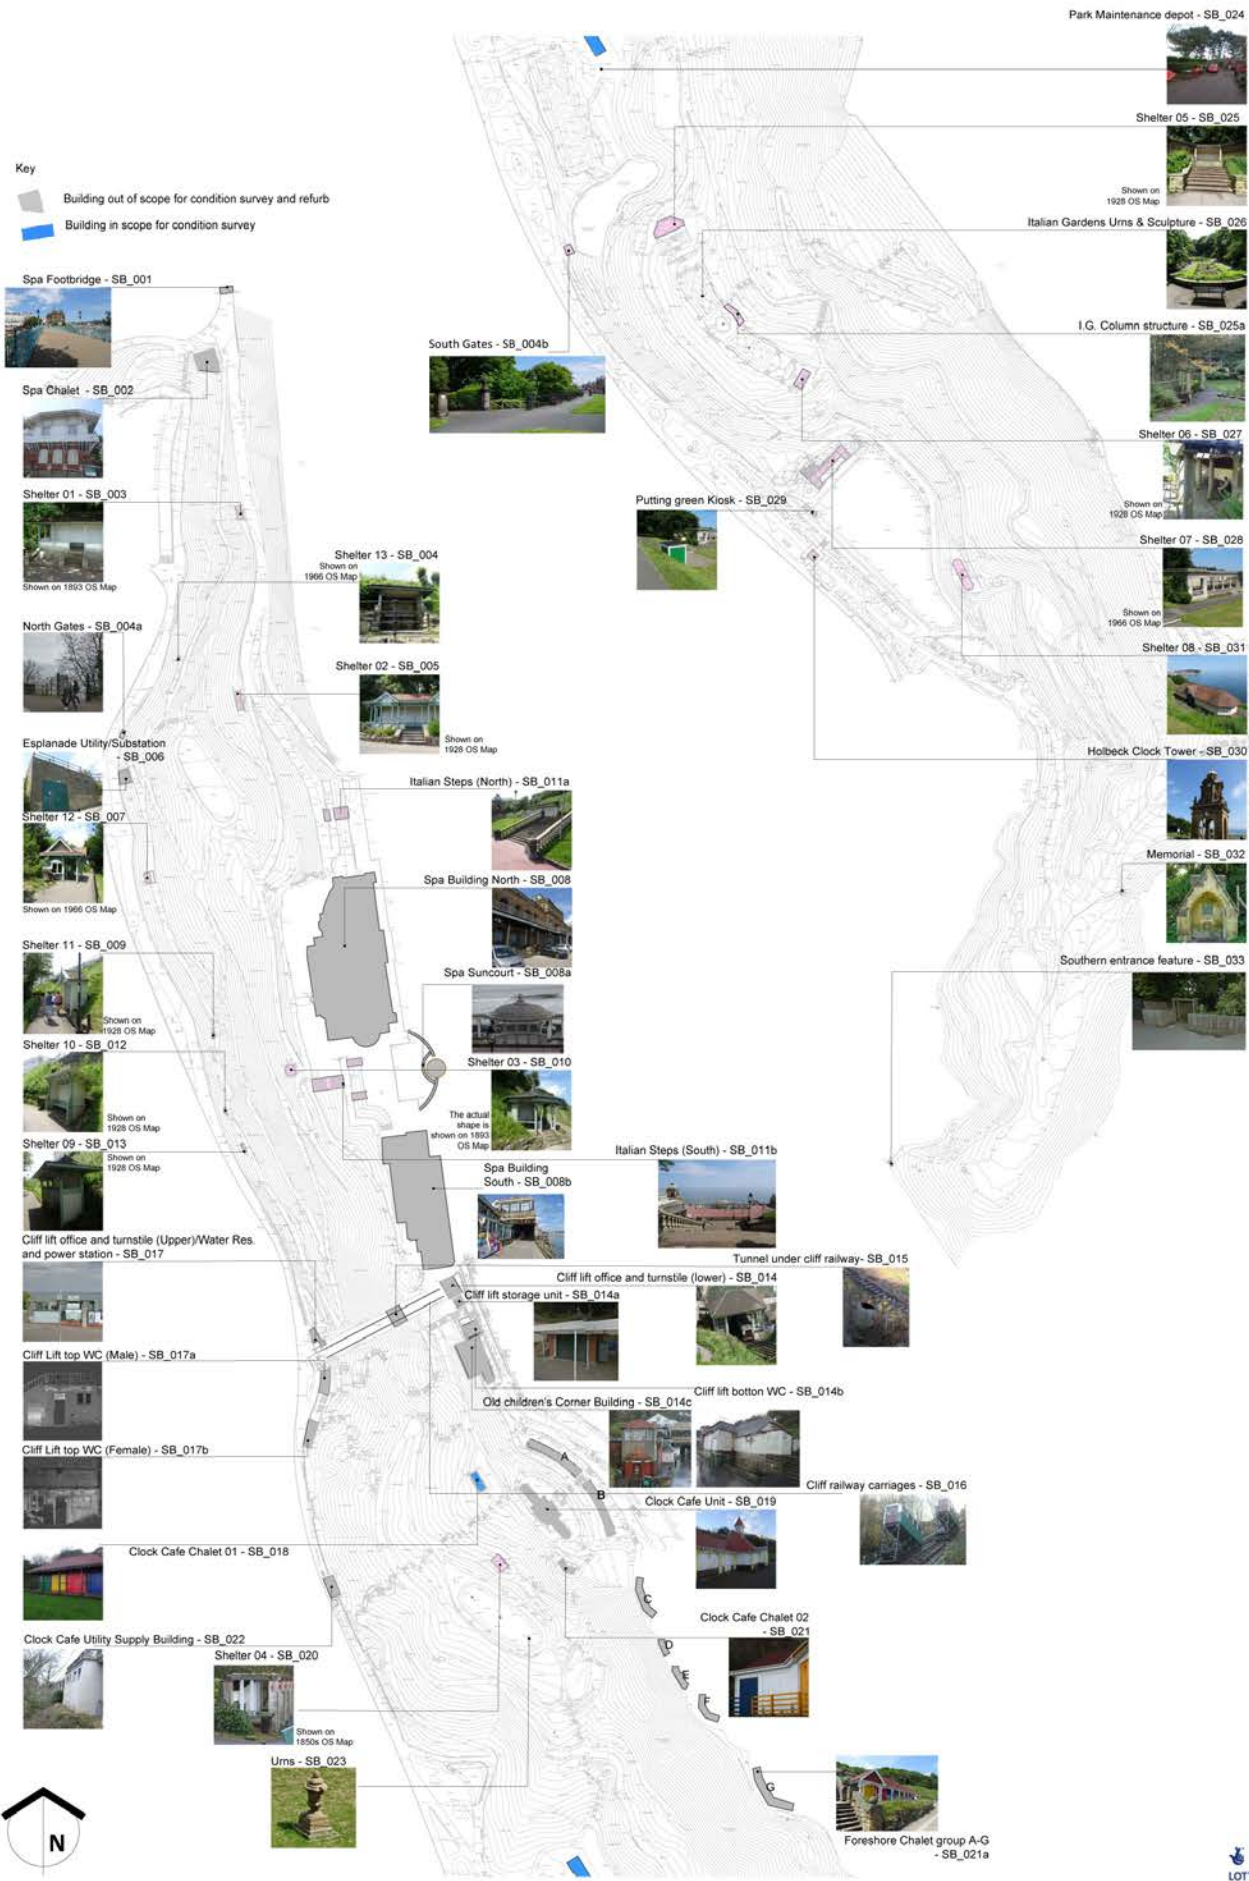 Park Maintenance depot - SB_024
Shelter 05 - SB_025
Shown on
1928 OS Map
Key
Building out of scope for condition survey and refurb
Building in scope for condition survey
Italian Gardens Urns & Sculpture - SB_026
Spa Footbridge - SB_001
I.G. Column structure - SB_025a
South Gates - SB_004b
Spa Chalet - SB_002
Shelter 06 - SB_027
Shown on
1928 OS Map
Shelter 01 - SB_003
Shown on 1893 OS Map
Putting green Kiosk - SB_029
Shelter 07 - SB_028
Shown on
1966 OS Map
Shelter 13 - SB_004
Shown on
1966 OS Map
North Gates - SB_004a
Shelter 08 - SB_031
Shelter 02 - SB_005
Shown on
1928 OS Map
Esplanade Utility/Substation
- SB_006
Holbeck Clock Tower - SB_030
Italian Steps (North) - SB_011a
Shelter 12 - SB_007
Shown on 1966 OS Map
Memorial - SB_032
Spa Building North - SB_008
Shelter 11 - SB_009
Shown on
1928 OS Map
Southern entrance feature - SB_033
Spa Suncourt - SB_008a
Shelter 10 - SB_012
Shown on
1928 OS Map
Shelter 03 - SB_010
The actual
shape is
shown on 1893
OS Map
Shelter 09 - SB_013
Shown on
1928 OS Map
Italian Steps (South) - SB_011b
Spa Building
South - SB_008b
Cliff lift office and turnstile (Upper)/Water Res.
and power station - SB_017
Tunnel under cliff railway- SB_015
Cliff lift office and turnstile (lower) - SB_014
Cliff lift storage unit - SB_014a
Cliff Lift top WC (Male) - SB_017a
Cliff lift botton WC - SB_014b
Old children's Corner Building - SB_014c
Cliff Lift top WC (Female) - SB_017b
A
B
Cliff railway carriages - SB_016
Clock Cafe Unit - SB_019
Clock Cafe Chalet 01 - SB_018
C
Clock Cafe Chalet 02
- SB_021
Clock Cafe Utility Supply Building - SB_022
D
Shelter 04 - SB_020
Shown on
1850s OS Map
E
F
Urns - SB_023
G
Foreshore Chalet group A-G
- SB_021a
N
LOT